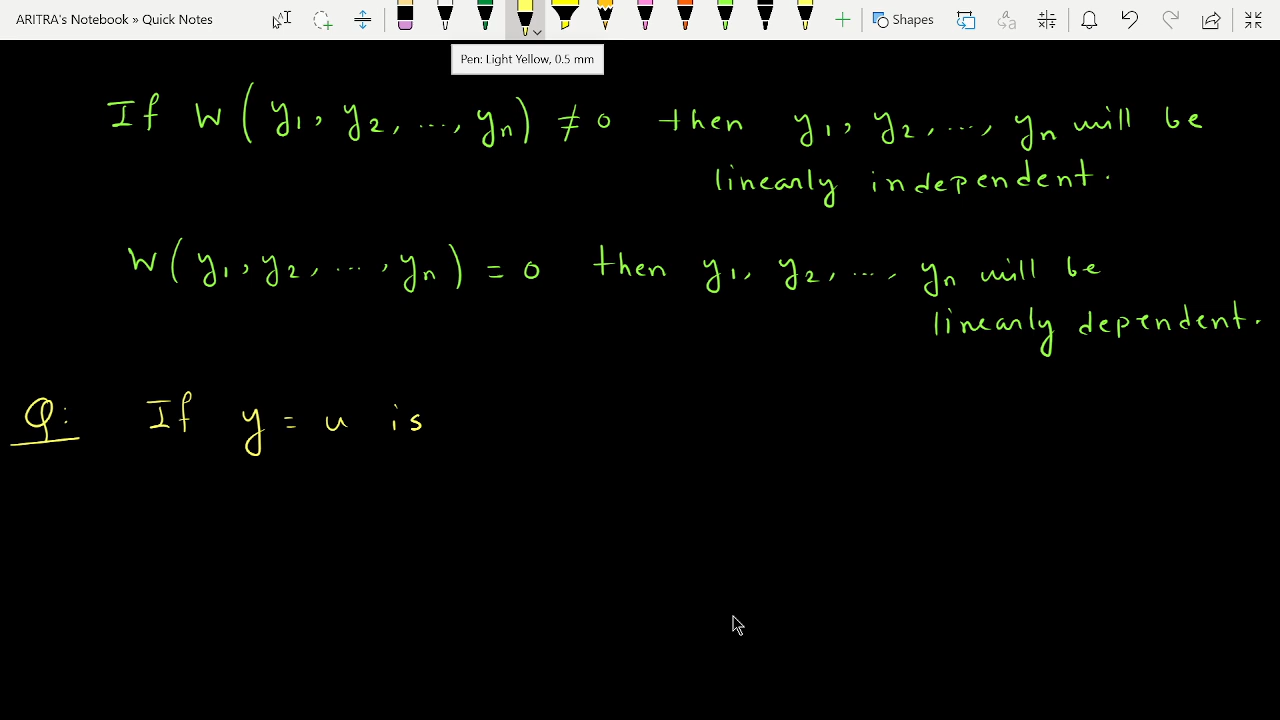 ARITRA's Notebook » Quick Notes
Shapes
Pen: Light Yellow, 0.5 mm
If W(y₁, y₂, ..., yₙ) ≠ 0 then y₁, y₂, ..., yₙ will be
linearly independent.
W(y₁, y₂, ..., yₙ) = 0 then y₁, y₂, ..., yₙ will be
linearly dependent.
Q: If y = u is